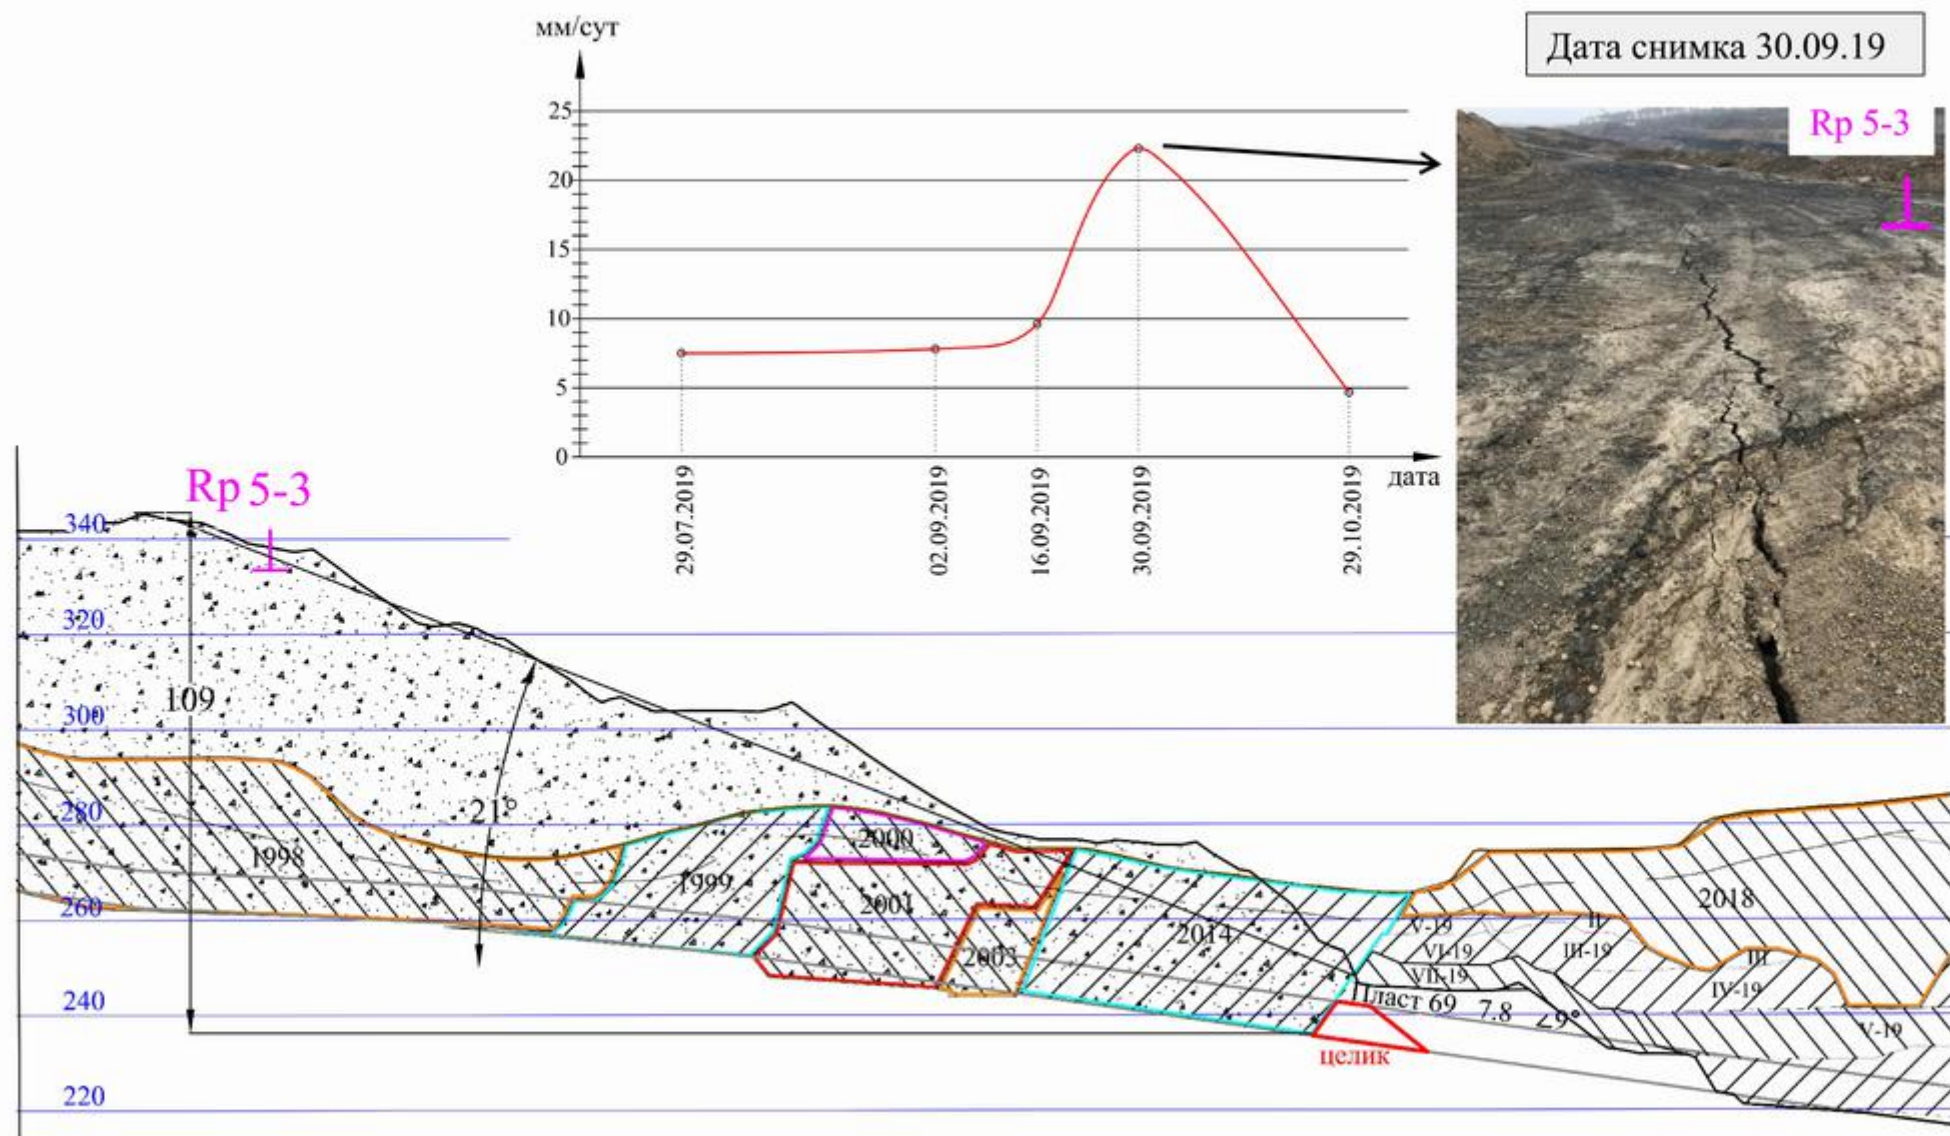 мм/сут
Дата снимка 30.09.19
25
20
15
10
5
0
дата
29.07.2019
02.09.2019
16.09.2019
30.09.2019
29.10.2019
Rp 5-3
Rp 5-3
340
320
300
280
260
240
220
109
21°
1998
1999
2000
2001
2003
2014
2018
V-19
VI-19
VII-19
II
III-19
III
IV-19
V-19
Пласт 69 7.8 ∠9°
целик